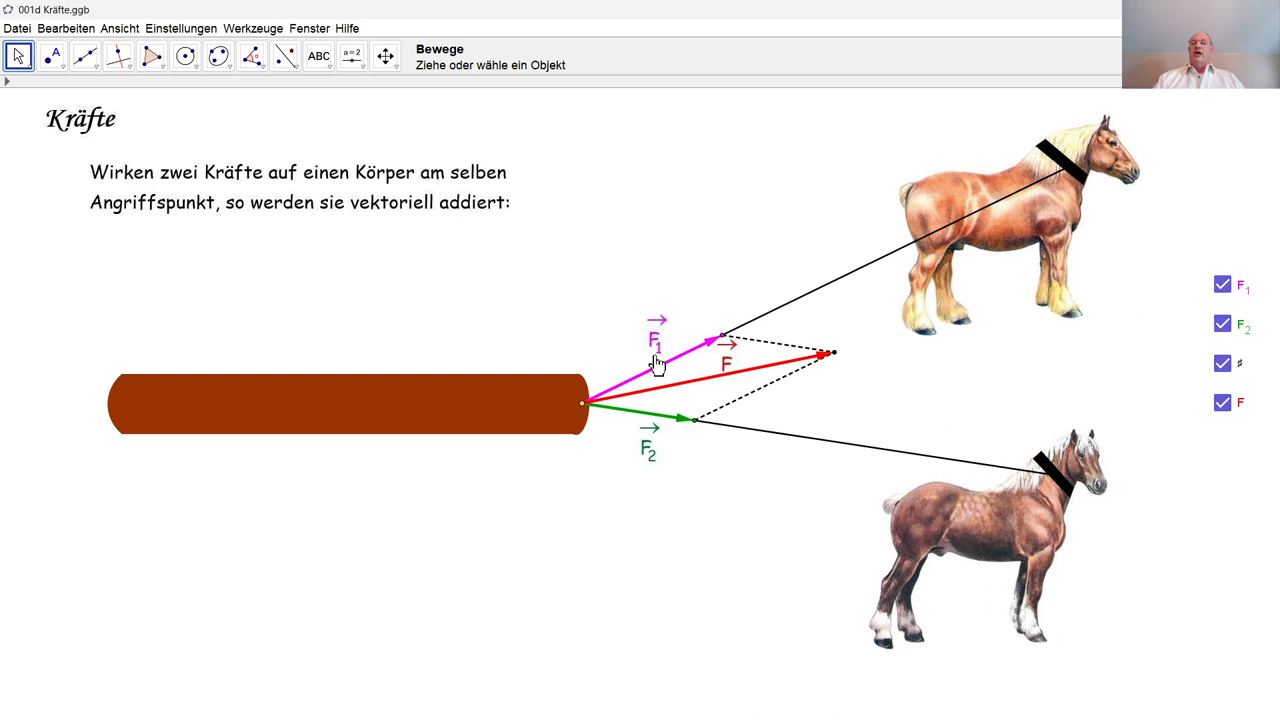 001d Kräfte.ggb
Datei Bearbeiten Ansicht Einstellungen Werkzeuge Fenster Hilfe
A
ABC
a=2
Bewege
Ziehe oder wähle ein Objekt
Kräfte
Wirken zwei Kräfte auf einen Körper am selben
Angriffspunkt, so werden sie vektoriell addiert:
F₁
F
F₂
F₁
F₂
♯
F